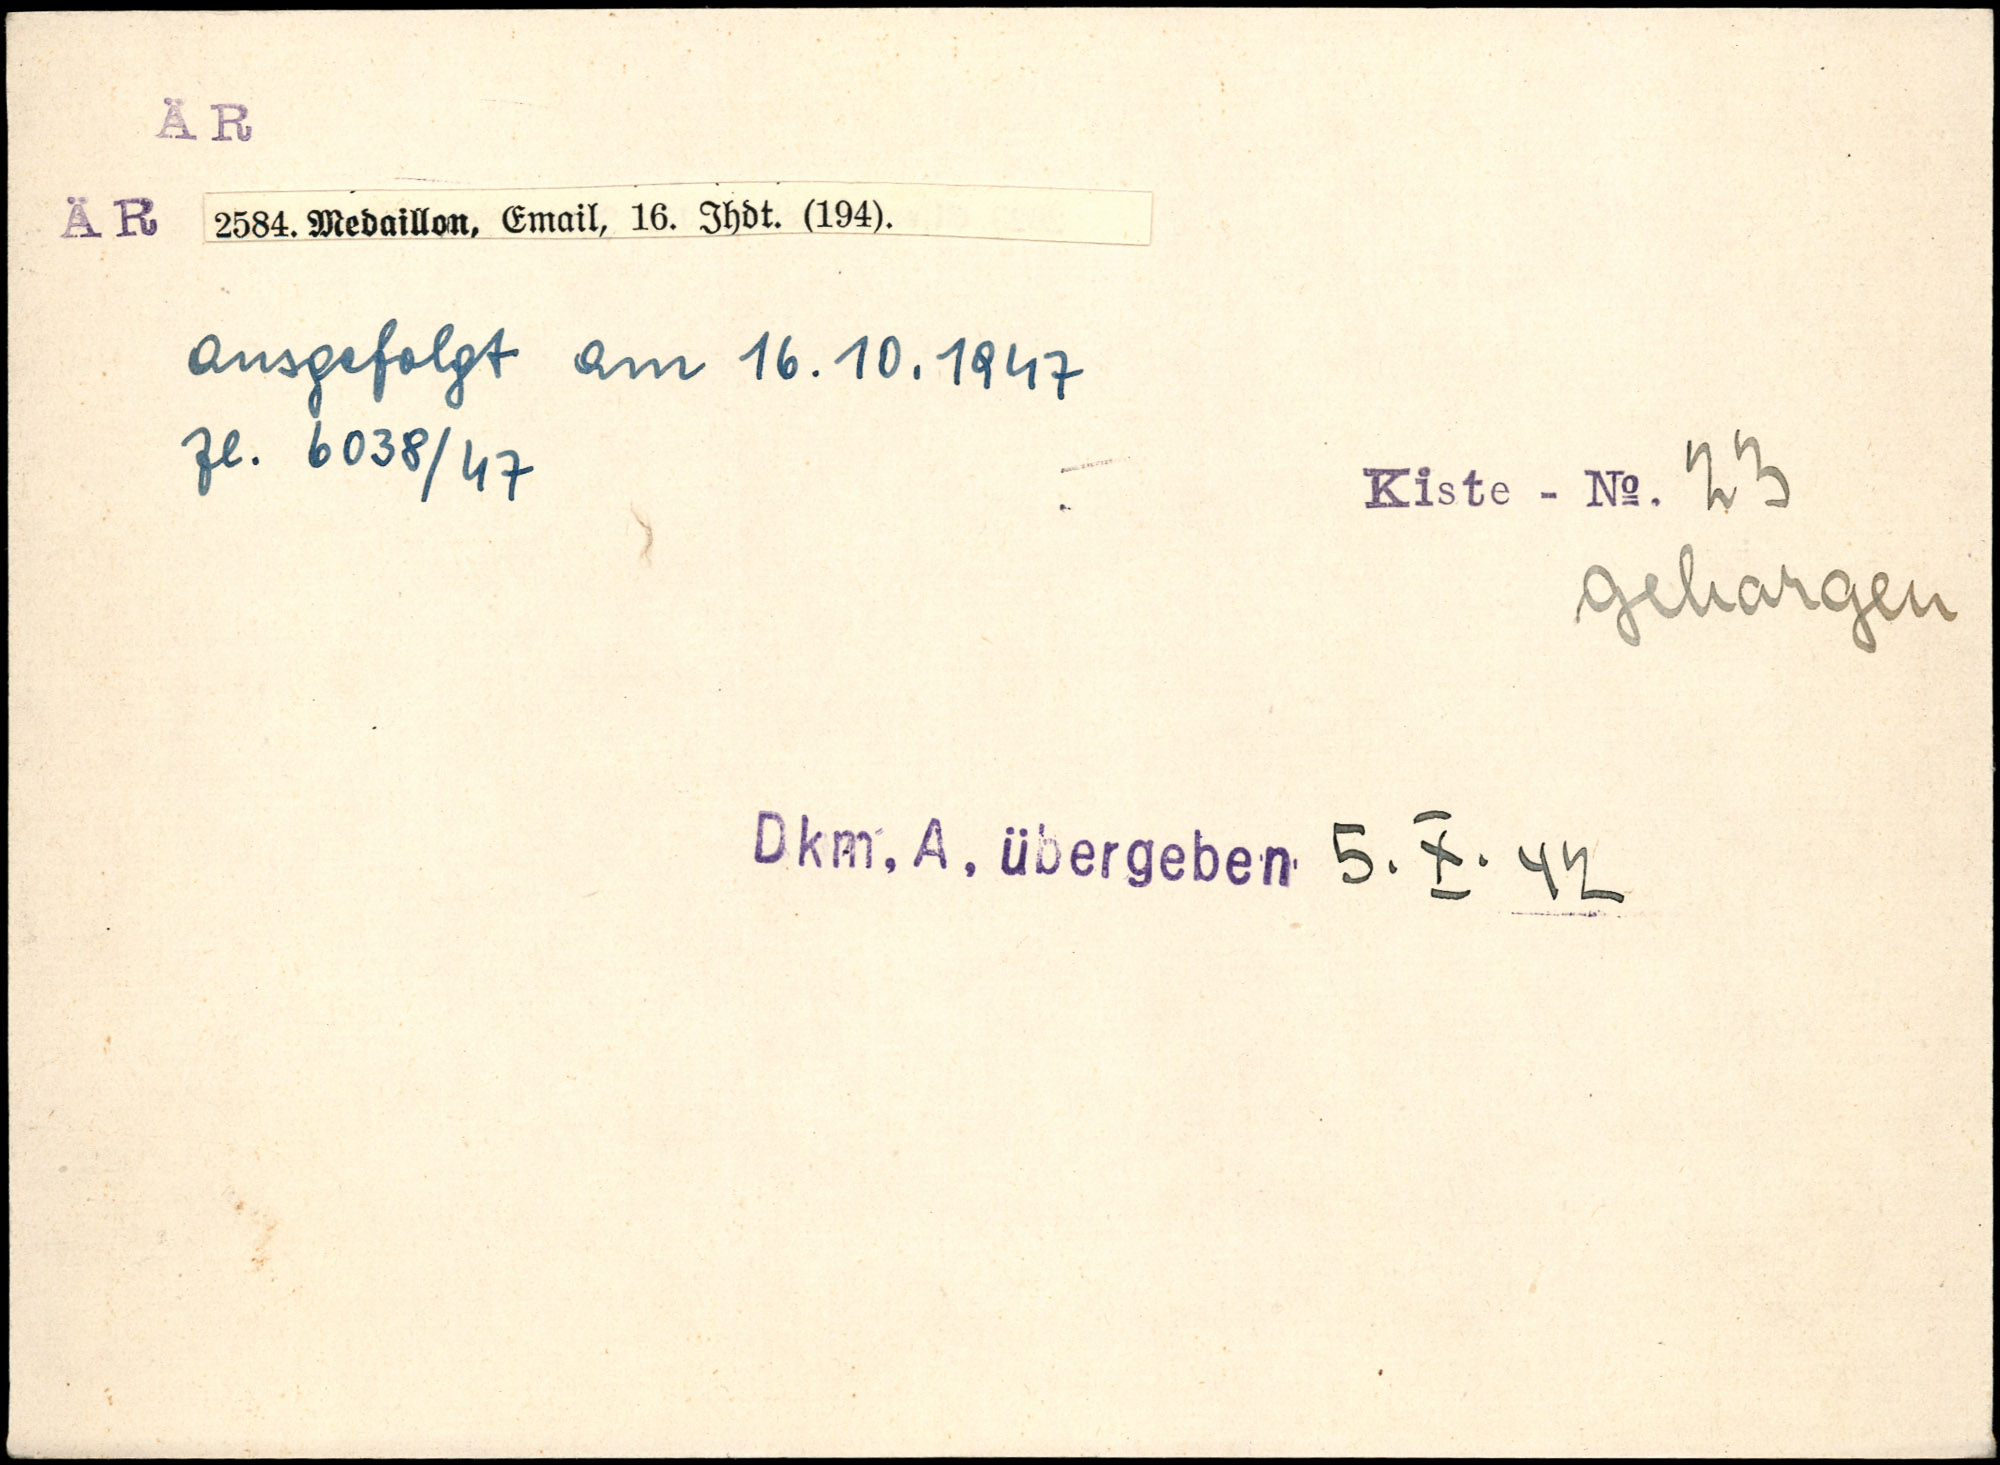 ÄR
ÄR 2584. Medaillon, Email, 16. Jhdt. (194).
ausgefolgt am 16.10.1947
Zl. 6038/47
Kiste - №. 23
geborgen
Dkm. A. übergeben 5. X. 42